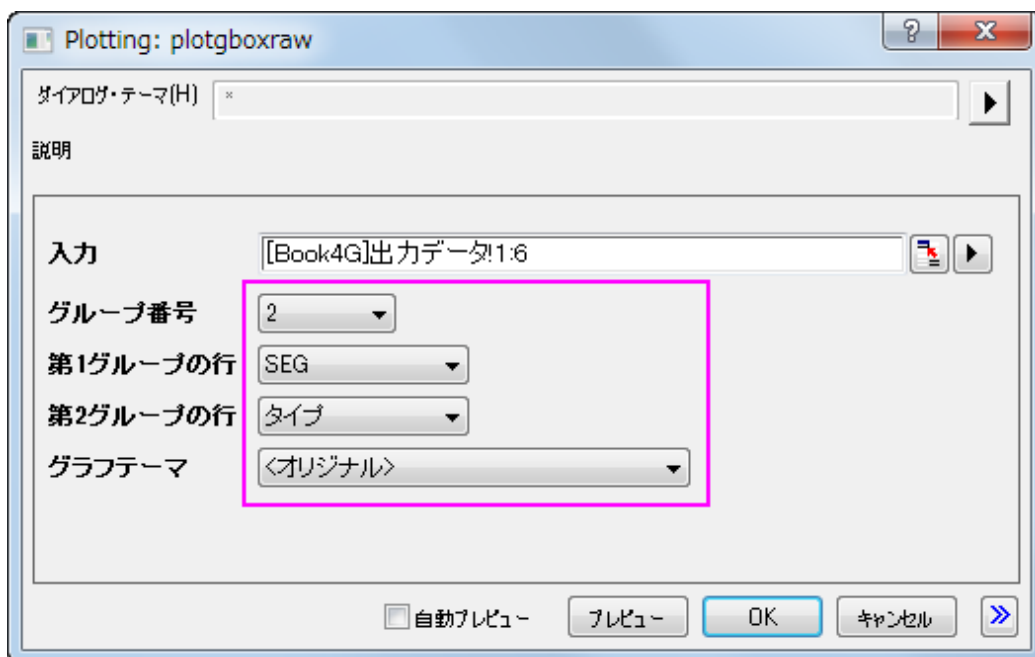 Plotting: plotgboxraw
ダイアログ・テーマ(H) *
説明
入力 [Book4G]出力データ!1:6
グループ番号 2
第1グループの行 SEG
第2グループの行 タイプ
グラフテーマ <オリジナル>
自動プレビュー プレビュー OK キャンセル